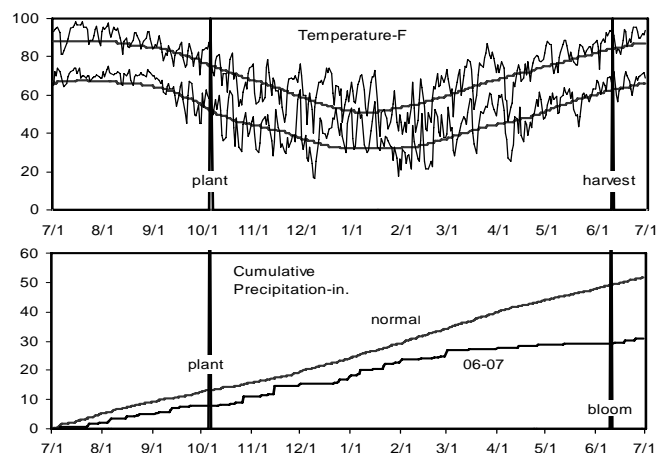 100
Temperature-F
80
60
40
20
plant
harvest
0
7/1 8/1 9/1 10/1 11/1 12/1 1/1 2/1 3/1 4/1 5/1 6/1 7/1
60
Cumulative
Precipitation-in.
50
40
normal
30
20
plant
06-07
10
bloom
0
7/1 8/1 9/1 10/1 11/1 12/1 1/1 2/1 3/1 4/1 5/1 6/1 7/1